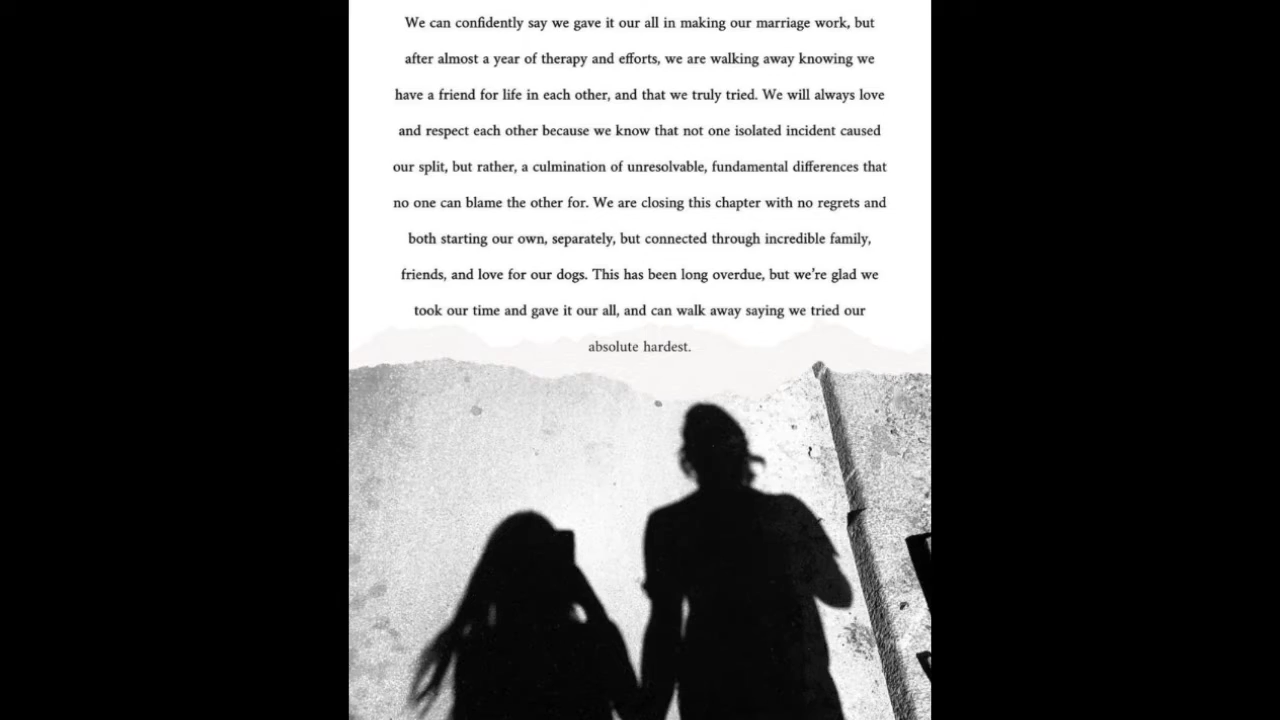 We can confidently say we gave it our all in making our marriage work, but
after almost a year of therapy and efforts, we are walking away knowing we
have a friend for life in each other, and that we truly tried. We will always love
and respect each other because we know that not one isolated incident caused
our split, but rather, a culmination of unresolvable, fundamental differences that
no one can blame the other for. We are closing this chapter with no regrets and
both starting our own, separately, but connected through incredible family,
friends, and love for our dogs. This has been long overdue, but we’re glad we
took our time and gave it our all, and can walk away saying we tried our
absolute hardest.